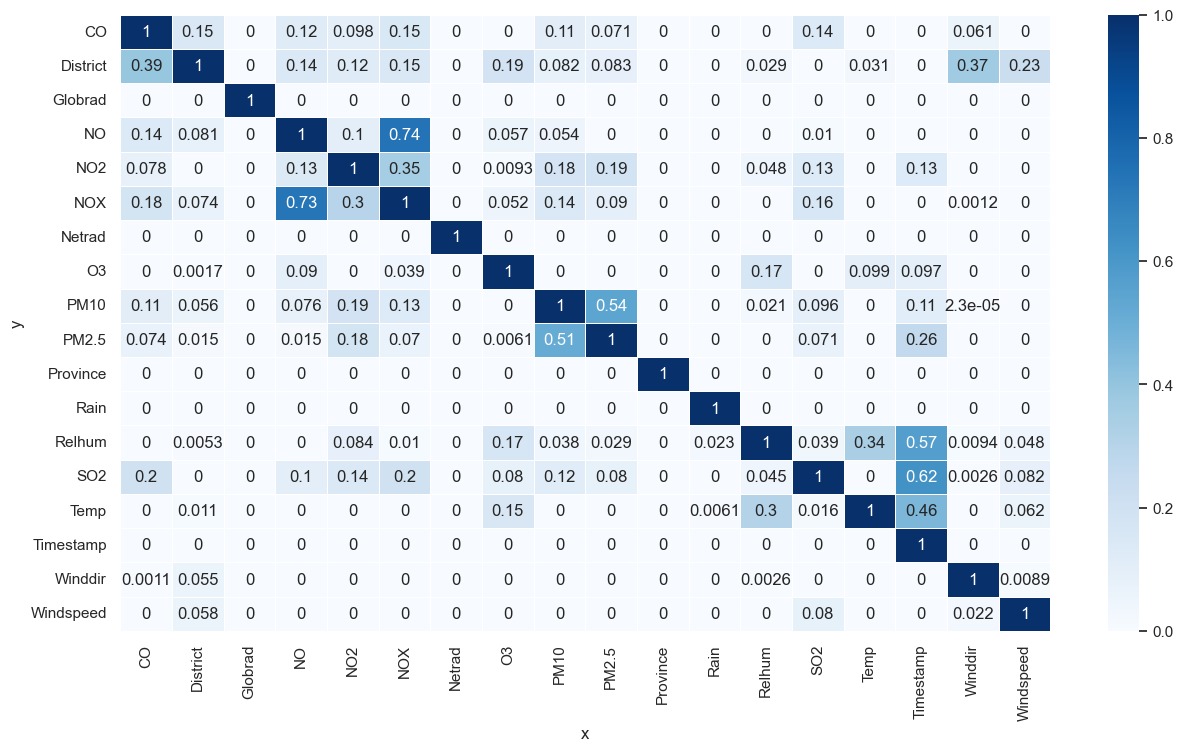 CO 1 0.15 0 0.12 0.098 0.15 0 0 0.11 0.071 0 0 0 0.14 0 0 0.061 0
District 0.39 1 0 0.14 0.12 0.15 0 0.19 0.082 0.083 0 0 0.029 0 0.031 0 0.37 0.23
Globrad 0 0 1 0 0 0 0 0 0 0 0 0 0 0 0 0 0 0
NO 0.14 0.081 0 1 0.1 0.74 0 0.057 0.054 0 0 0 0 0.01 0 0 0 0
NO2 0.078 0 0 0.13 1 0.35 0 0.0093 0.18 0.19 0 0 0.048 0.13 0 0.13 0 0
NOX 0.18 0.074 0 0.73 0.3 1 0 0.052 0.14 0.09 0 0 0 0.16 0 0 0.0012 0
Netrad 0 0 0 0 0 0 1 0 0 0 0 0 0 0 0 0 0 0
O3 0 0.0017 0 0.09 0 0.039 0 1 0 0 0 0 0.17 0 0.099 0.097 0 0
PM10 0.11 0.056 0 0.076 0.19 0.13 0 0 1 0.54 0 0 0.021 0.096 0 0.11 2.3e-05 0
PM2.5 0.074 0.015 0 0.015 0.18 0.07 0 0.0061 0.51 1 0 0 0 0.071 0 0.26 0 0
Province 0 0 0 0 0 0 0 0 0 0 1 0 0 0 0 0 0 0
Rain 0 0 0 0 0 0 0 0 0 0 0 1 0 0 0 0 0 0
Relhum 0 0.0053 0 0 0.084 0.01 0 0.17 0.038 0.029 0 0.023 1 0.039 0.34 0.57 0.0094 0.048
SO2 0.2 0 0 0.1 0.14 0.2 0 0.08 0.12 0.08 0 0 0.045 1 0 0.62 0.0026 0.082
Temp 0 0.011 0 0 0 0 0 0.15 0 0 0 0.0061 0.3 0.016 1 0.46 0 0.062
Timestamp 0 0 0 0 0 0 0 0 0 0 0 0 0 0 0 1 0 0
Winddir 0.0011 0.055 0 0 0 0 0 0 0 0 0 0 0.0026 0 0 0 1 0.0089
Windspeed 0 0.058 0 0 0 0 0 0 0 0 0 0 0 0.08 0 0 0.022 1
CO District Globrad NO NO2 NOX Netrad O3 PM10 PM2.5 Province Rain Relhum SO2 Temp Timestamp Winddir Windspeed
x
y
1.0
0.8
0.6
0.4
0.2
0.0